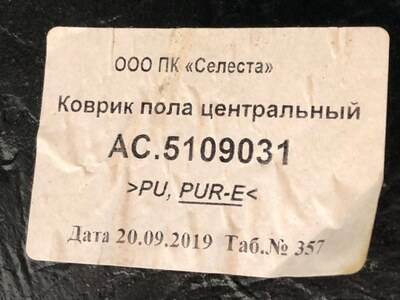 ООО ПК «Селеста»
Коврик пола центральный
АС.5109031
>PU, PUR-E<
Дата 20.09.2019 Таб.№ 357